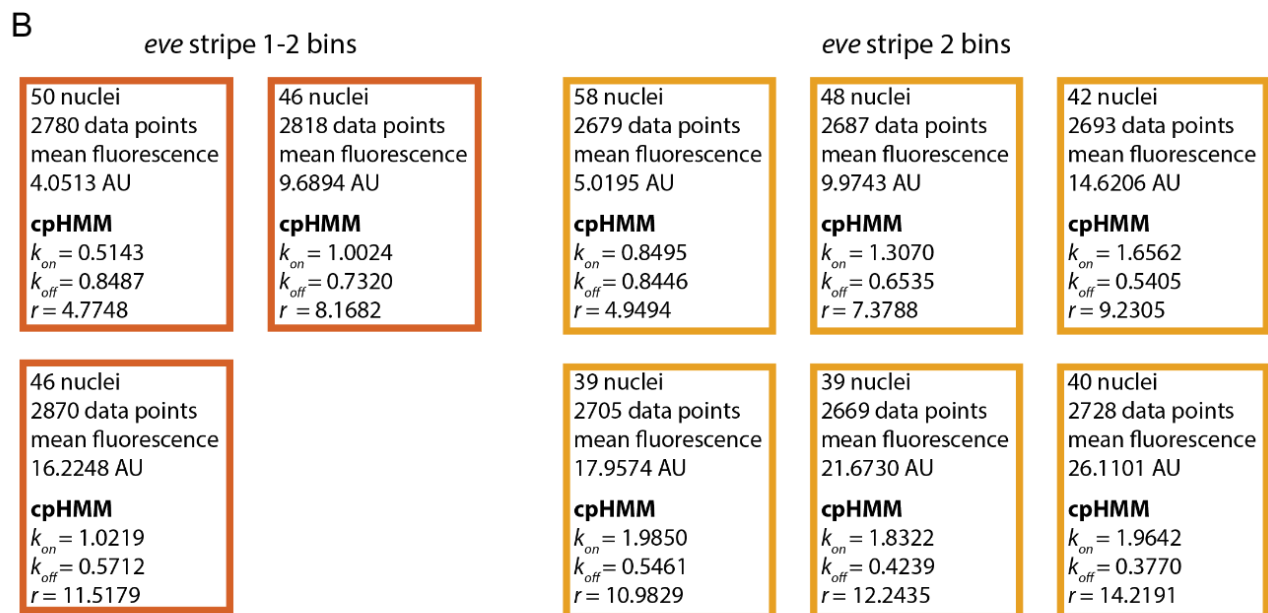 B
eve stripe 1-2 bins
50 nuclei
2780 data points
mean fluorescence
4.0513 AU
cpHMM
kon = 0.5143
koff = 0.8487
r = 4.7748
46 nuclei
2818 data points
mean fluorescence
9.6894 AU
cpHMM
kon = 1.0024
koff = 0.7320
r = 8.1682
46 nuclei
2870 data points
mean fluorescence
16.2248 AU
cpHMM
kon = 1.0219
koff = 0.5712
r = 11.5179
eve stripe 2 bins
58 nuclei
2679 data points
mean fluorescence
5.0195 AU
cpHMM
kon = 0.8495
koff = 0.8446
r = 4.9494
48 nuclei
2687 data points
mean fluorescence
9.9743 AU
cpHMM
kon = 1.3070
koff = 0.6535
r = 7.3788
42 nuclei
2693 data points
mean fluorescence
14.6206 AU
cpHMM
kon = 1.6562
koff = 0.5405
r = 9.2305
39 nuclei
2705 data points
mean fluorescence
17.9574 AU
cpHMM
kon = 1.9850
koff = 0.5461
r = 10.9829
39 nuclei
2669 data points
mean fluorescence
21.6730 AU
cpHMM
kon = 1.8322
koff = 0.4239
r = 12.2435
40 nuclei
2728 data points
mean fluorescence
26.1101 AU
cpHMM
kon = 1.9642
koff = 0.3770
r = 14.2191